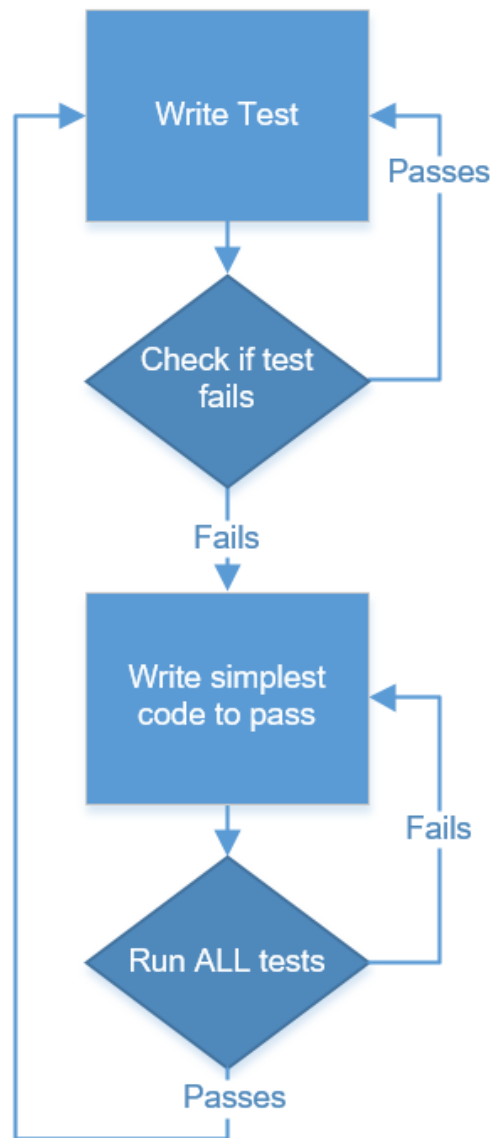 Write Test
Passes
Check if test
fails
Fails
Write simplest
code to pass
Fails
Run ALL tests
Passes